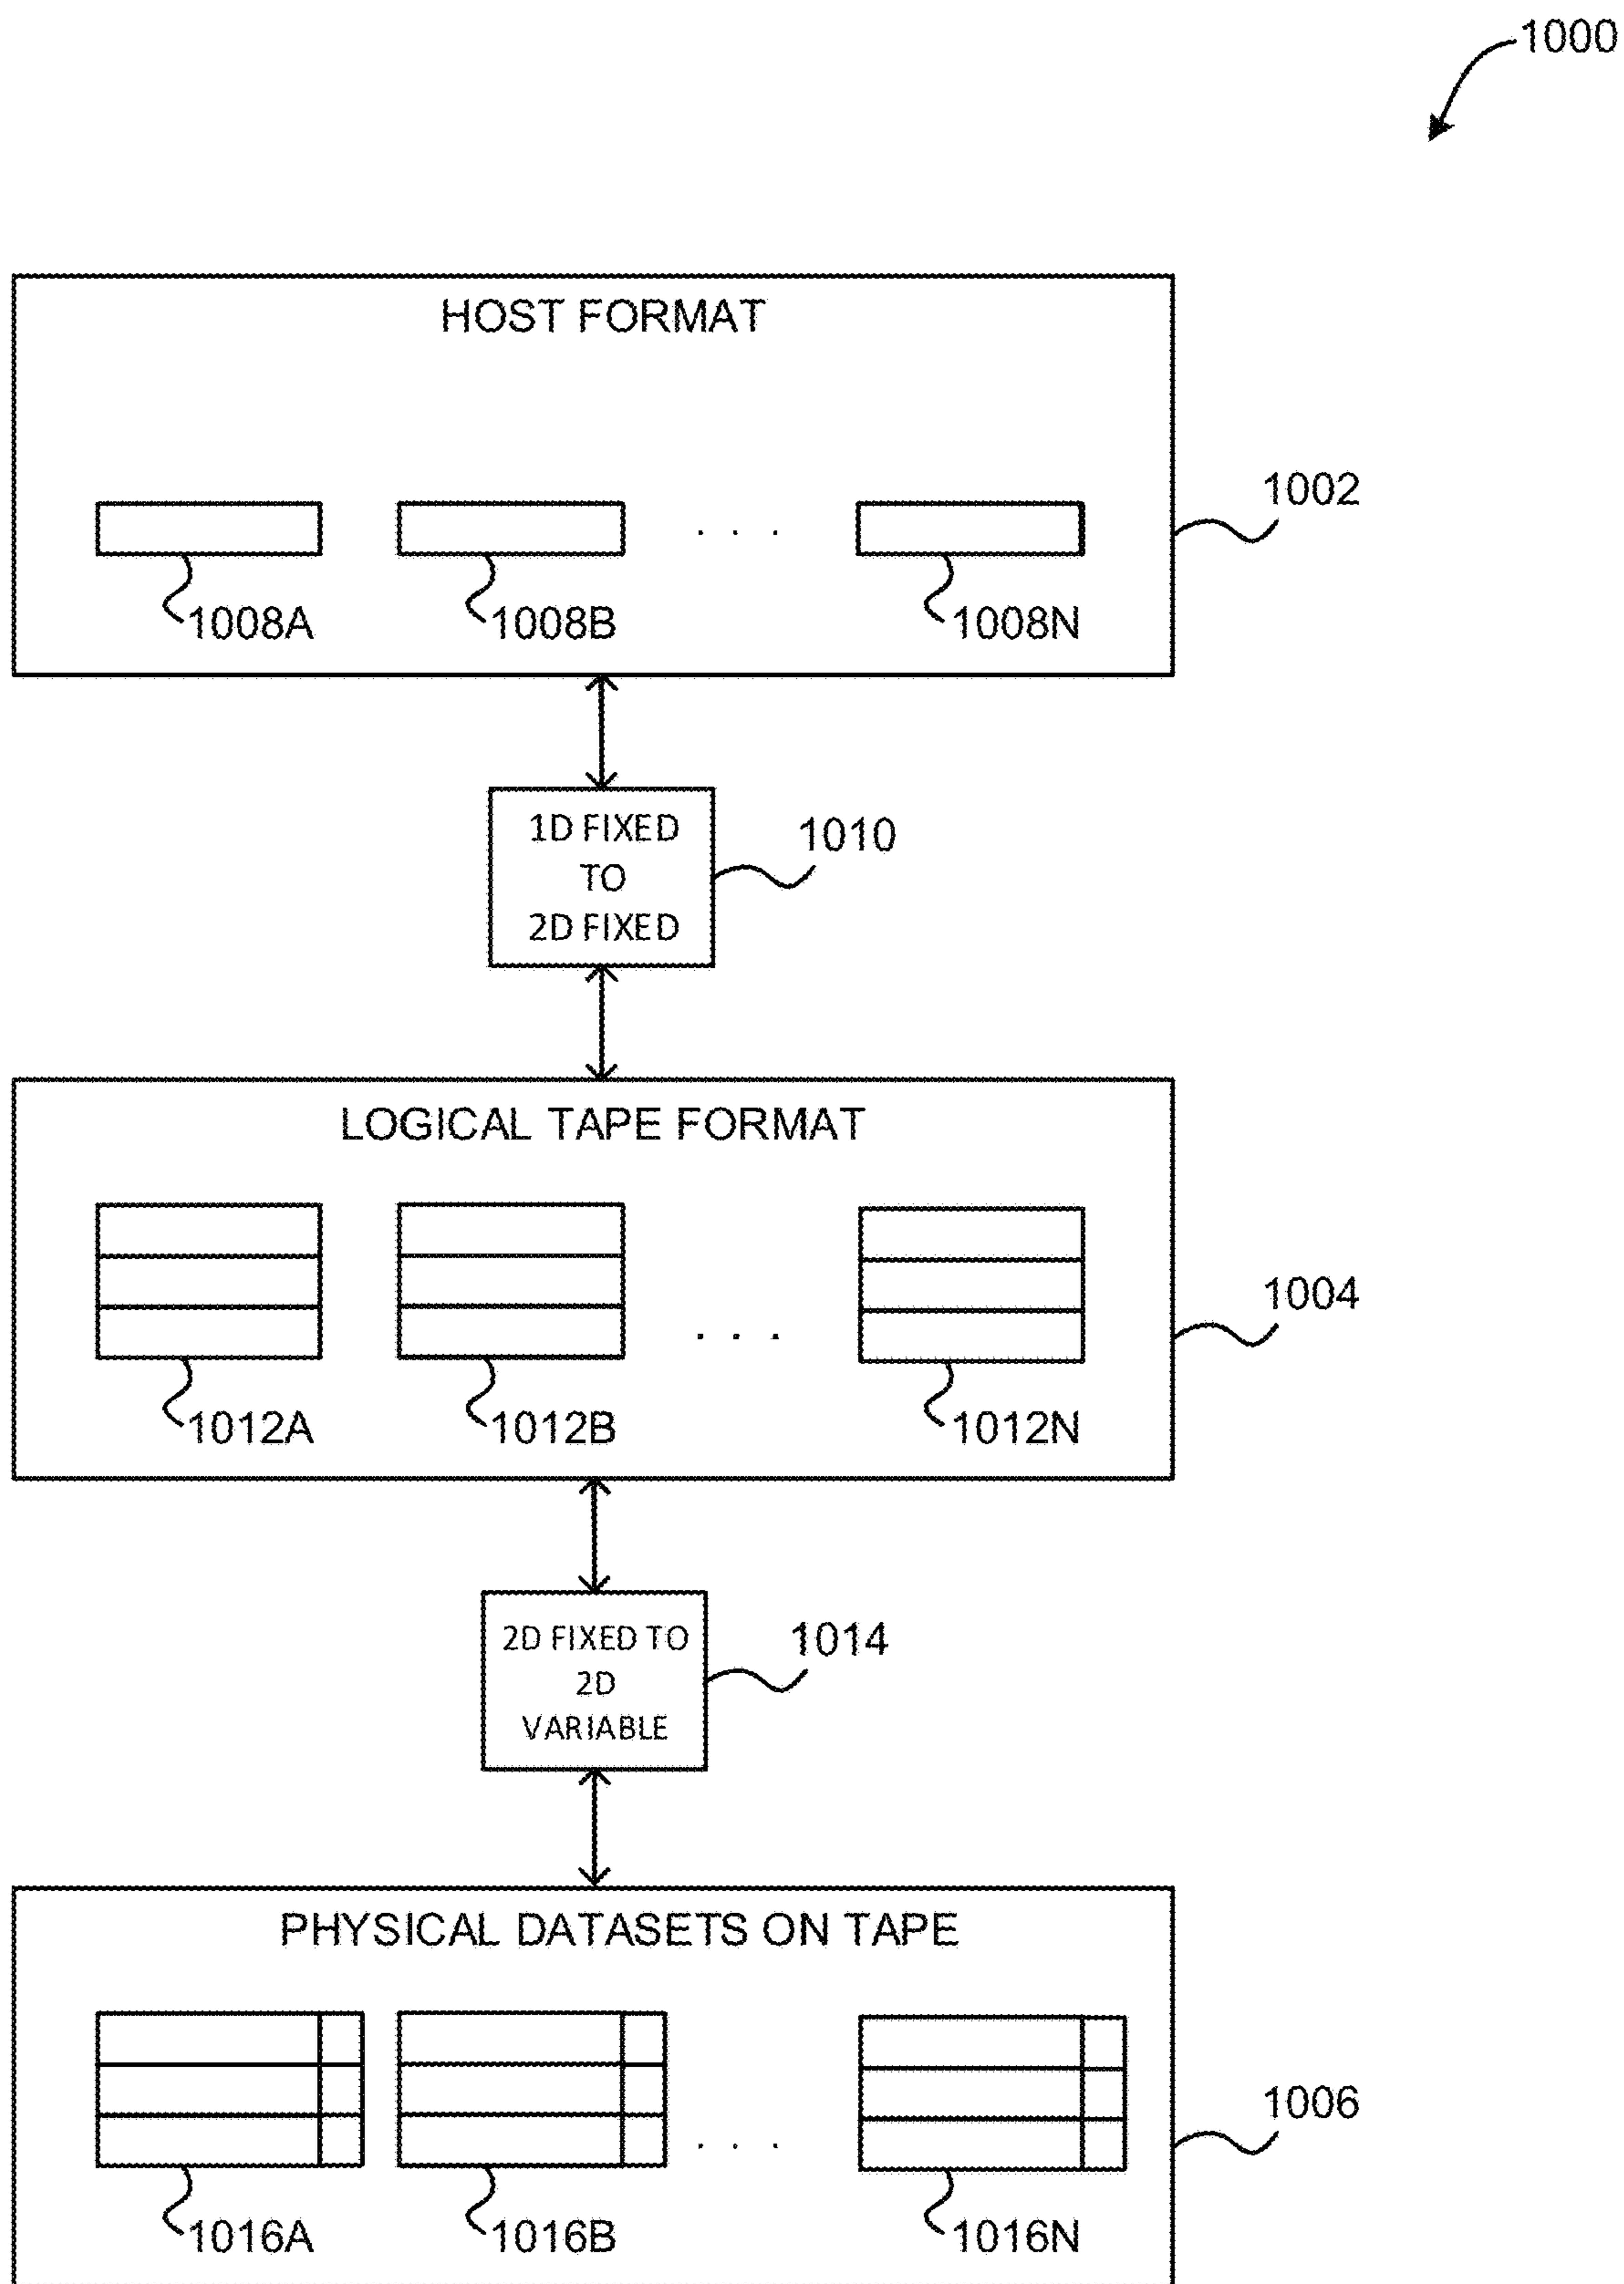 1000
HOST FORMAT
1002
. . .
1008A 1008B 1008N
1D FIXED
TO
2D FIXED
1010
LOGICAL TAPE FORMAT
1004
. . .
1012A 1012B 1012N
2D FIXED TO
2D
VARIABLE
1014
PHYSICAL DATASETS ON TAPE
1006
. . .
1016A 1016B 1016N